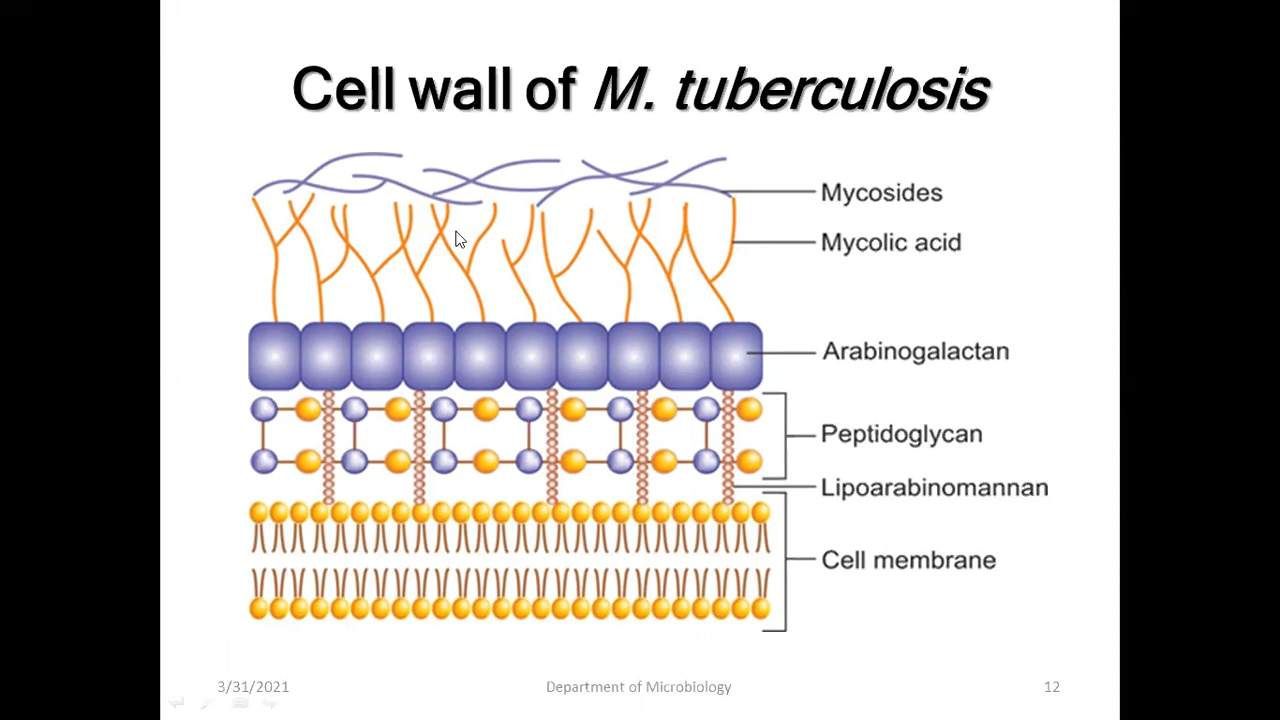 Cell wall of M. tuberculosis
Mycosides
Mycolic acid
Arabinogalactan
Peptidoglycan
Lipoarabinomannan
Cell membrane
3/31/2021
Department of Microbiology
12